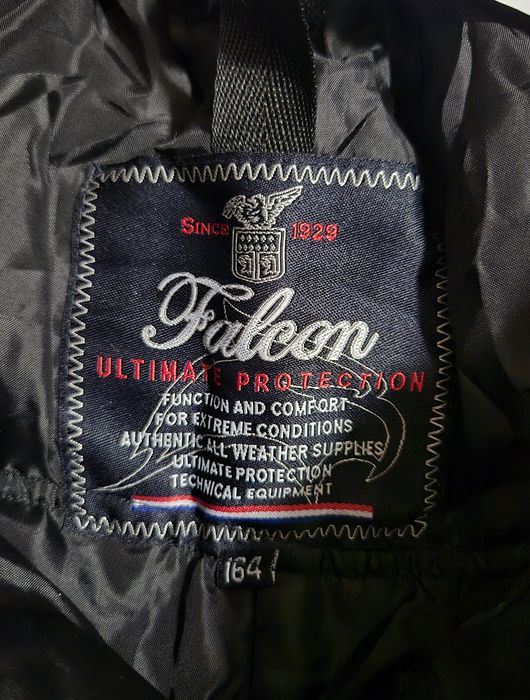 SINCE 1929
Falcon
ULTIMATE PROTECTION
FUNCTION AND COMFORT
FOR EXTREME CONDITIONS
AUTHENTIC ALL WEATHER SUPPLIES
ULTIMATE PROTECTION
TECHNICAL EQUIPMENT
164